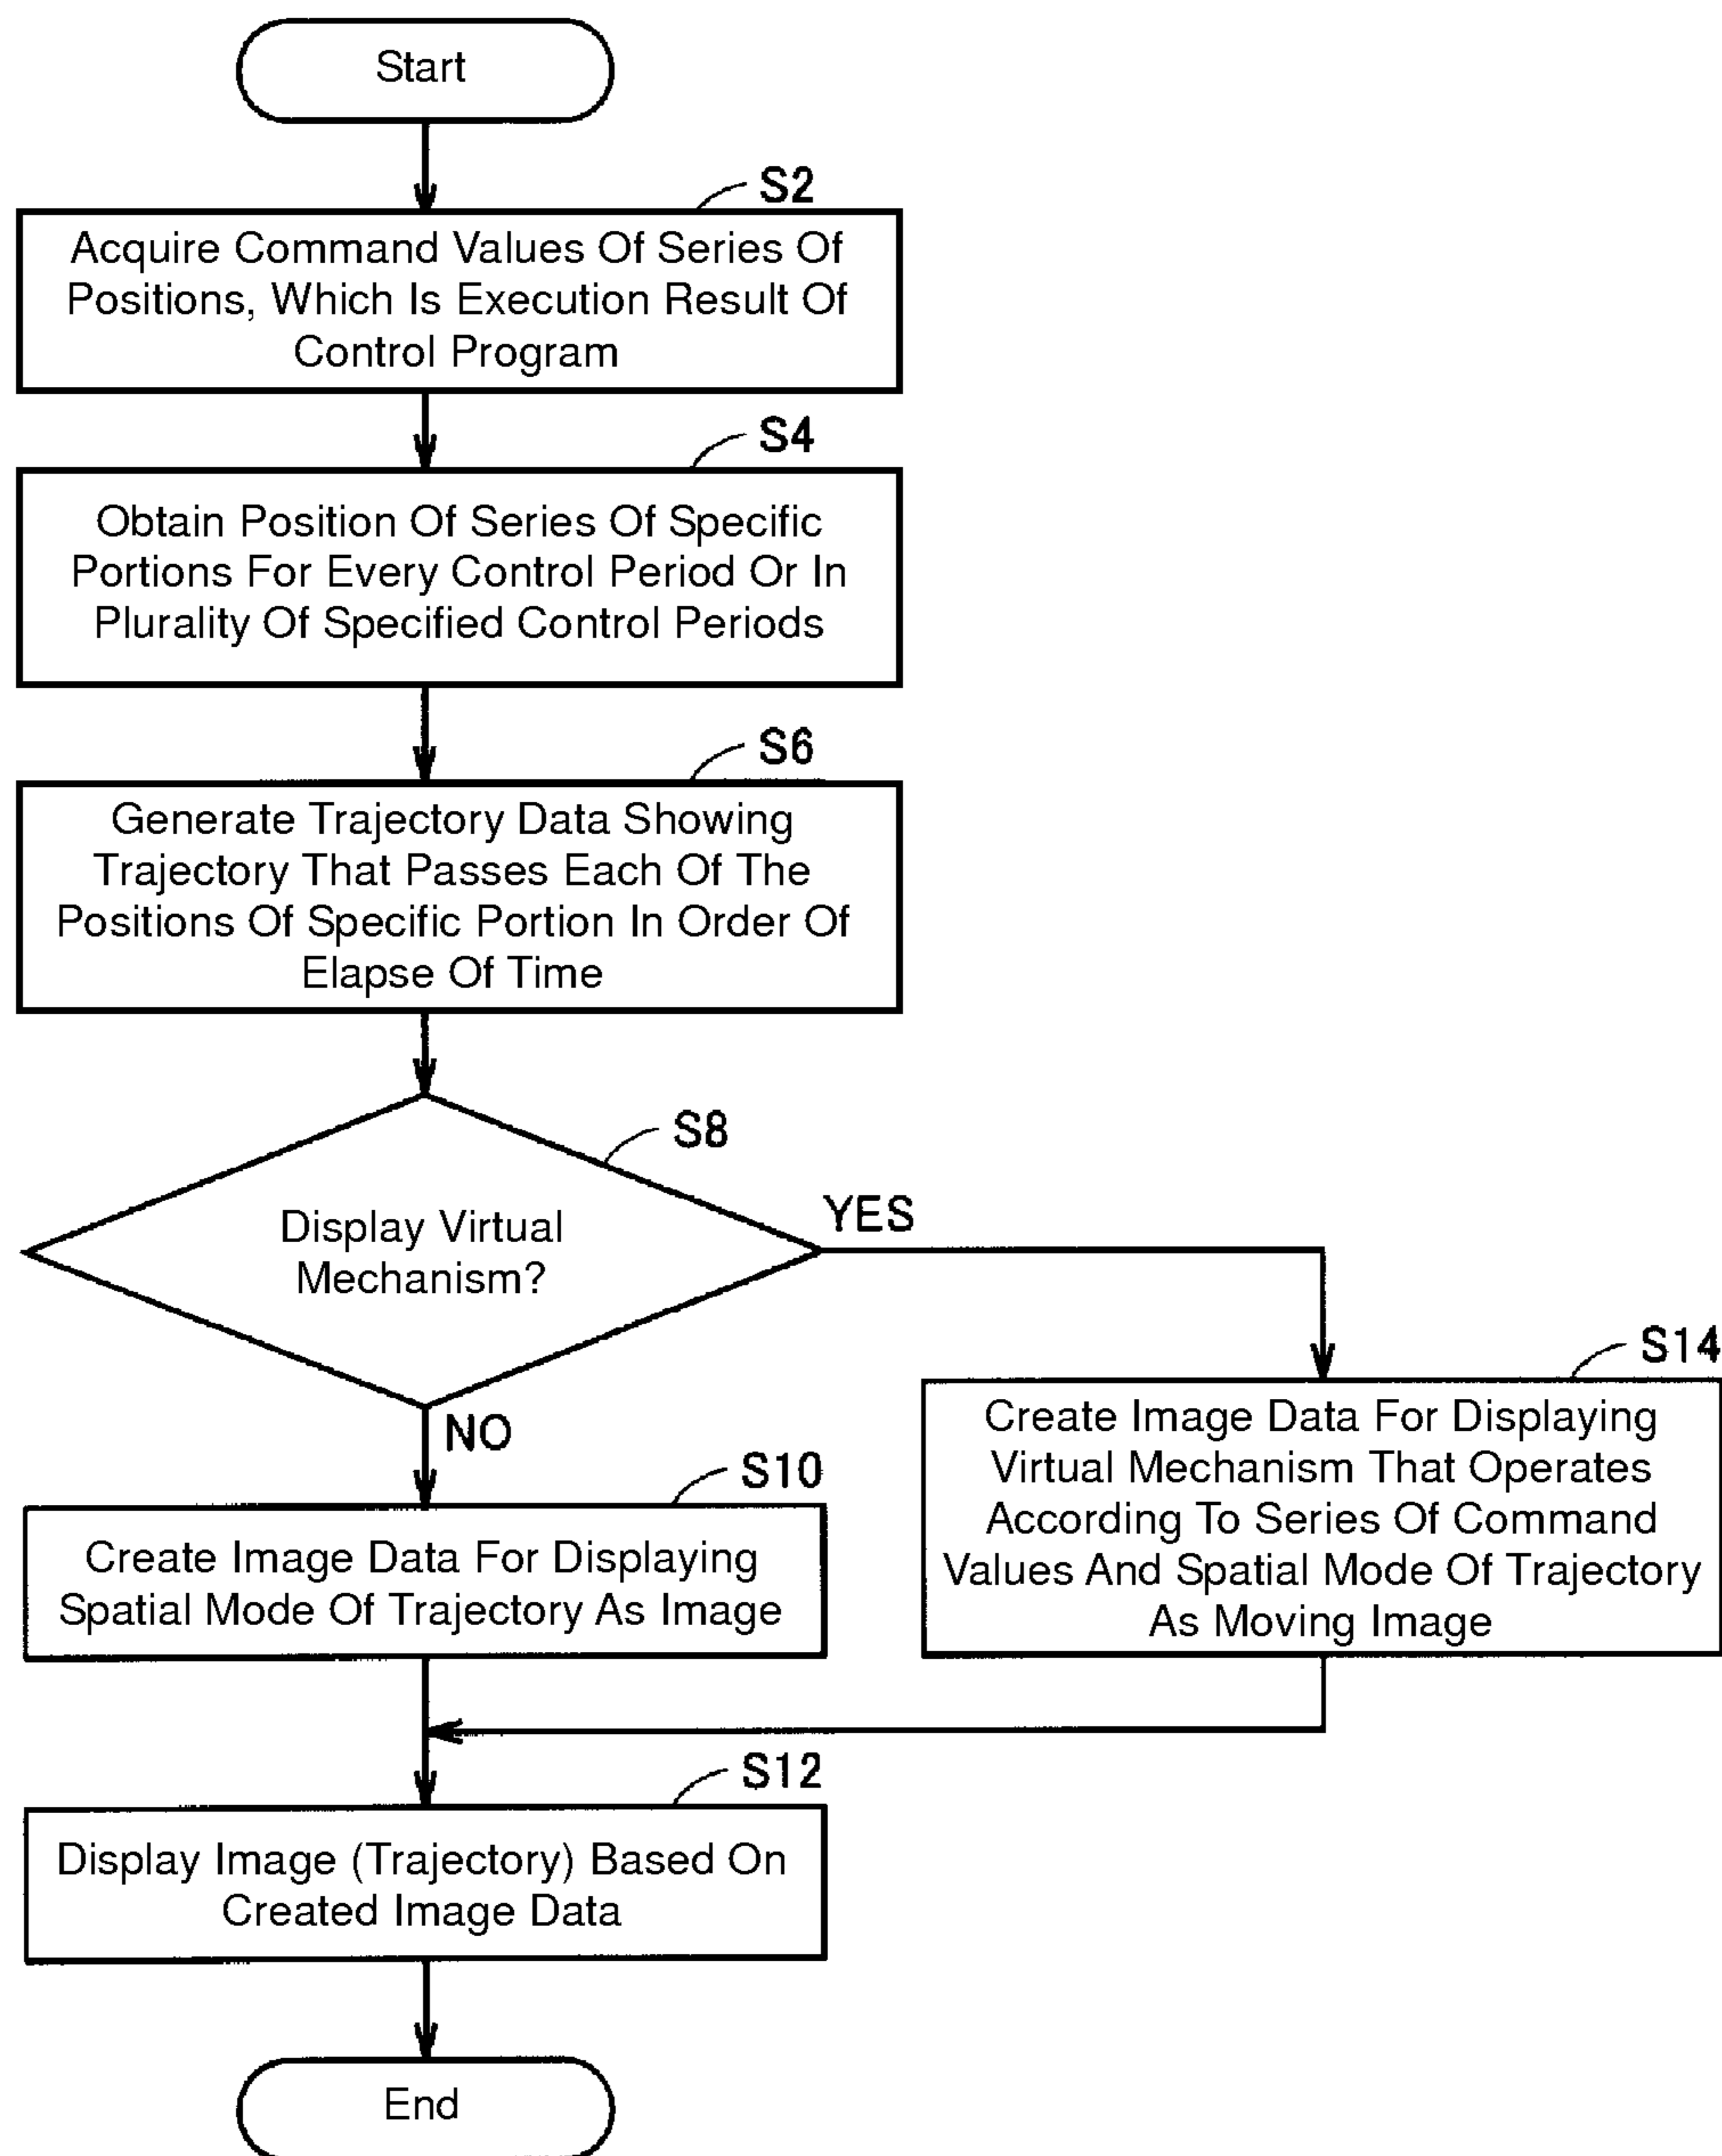 Start
S2
Acquire Command Values Of Series Of
Positions, Which Is Execution Result Of
Control Program
S4
Obtain Position Of Series Of Specific
Portions For Every Control Period Or In
Plurality Of Specified Control Periods
S6
Generate Trajectory Data Showing
Trajectory That Passes Each Of The
Positions Of Specific Portion In Order Of
Elapse Of Time
S8
Display Virtual
Mechanism?
YES
NO
S14
Create Image Data For Displaying
Virtual Mechanism That Operates
According To Series Of Command
Values And Spatial Mode Of Trajectory
As Moving Image
S10
Create Image Data For Displaying
Spatial Mode Of Trajectory As Image
S12
Display Image (Trajectory) Based On
Created Image Data
End